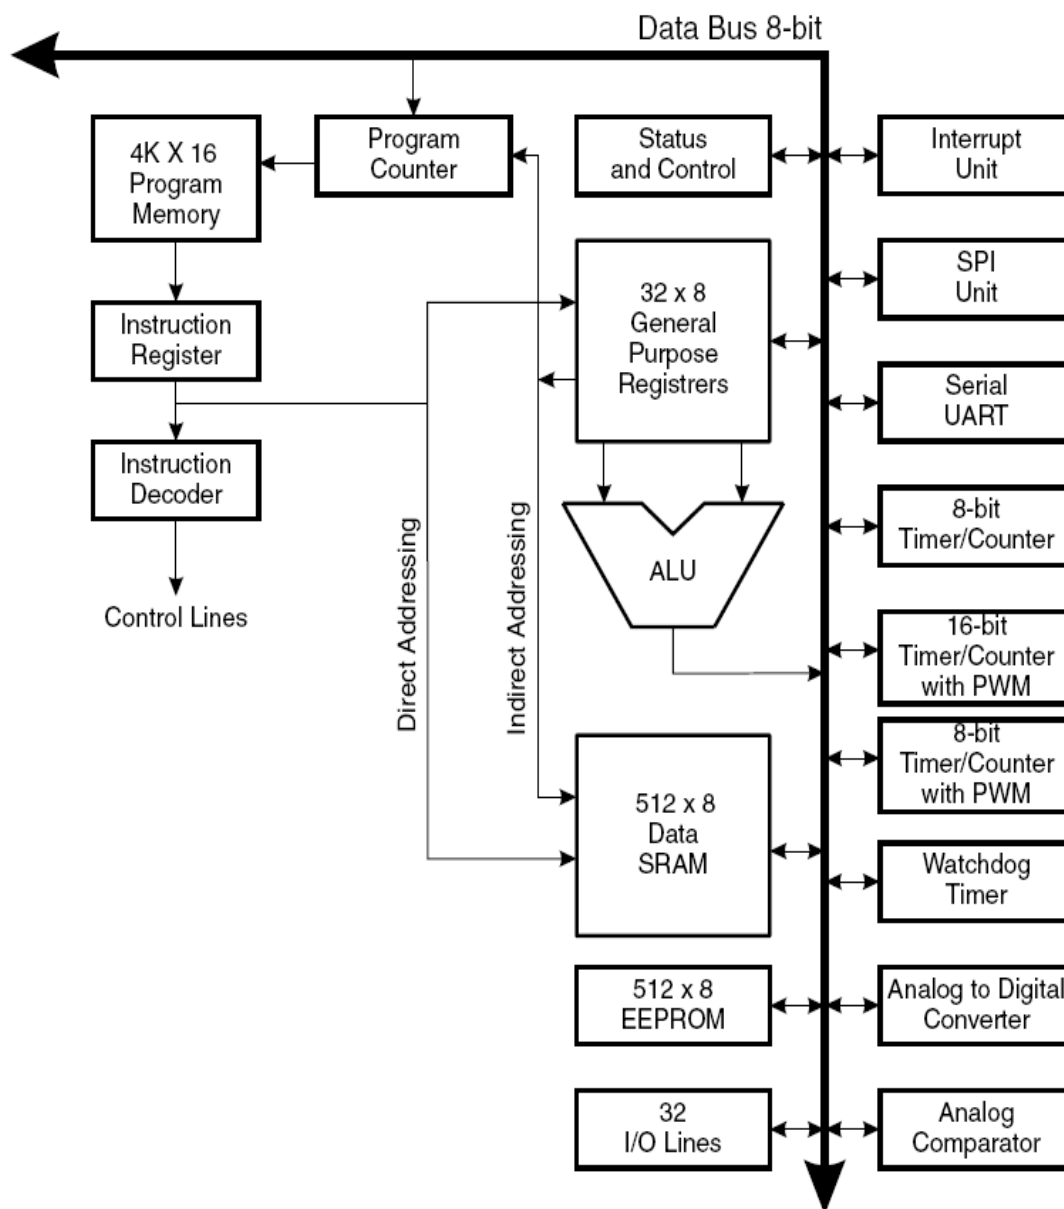 Data Bus 8-bit
4K X 16
Program
Memory
Program
Counter
Status
and Control
Interrupt
Unit
32 x 8
General
Purpose
Registrers
SPI
Unit
Instruction
Register
Serial
UART
Instruction
Decoder
8-bit
Timer/Counter
Control Lines
Direct Addressing
Indirect Addressing
ALU
16-bit
Timer/Counter
with PWM
8-bit
Timer/Counter
with PWM
512 x 8
Data
SRAM
Watchdog
Timer
512 x 8
EEPROM
Analog to Digital
Converter
32
I/O Lines
Analog
Comparator